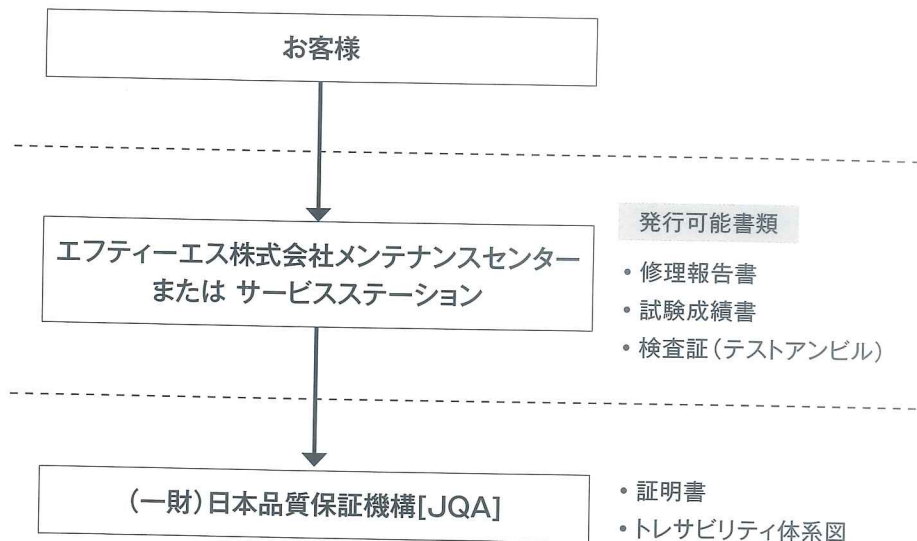 お客様
エフティーエス株式会社メンテナンスセンター
または サービスステーション
発行可能書類
• 修理報告書
• 試験成績書
• 検査証(テストアンビル)
(一財)日本品質保証機構[JQA]
• 証明書
• トレサビリティ体系図